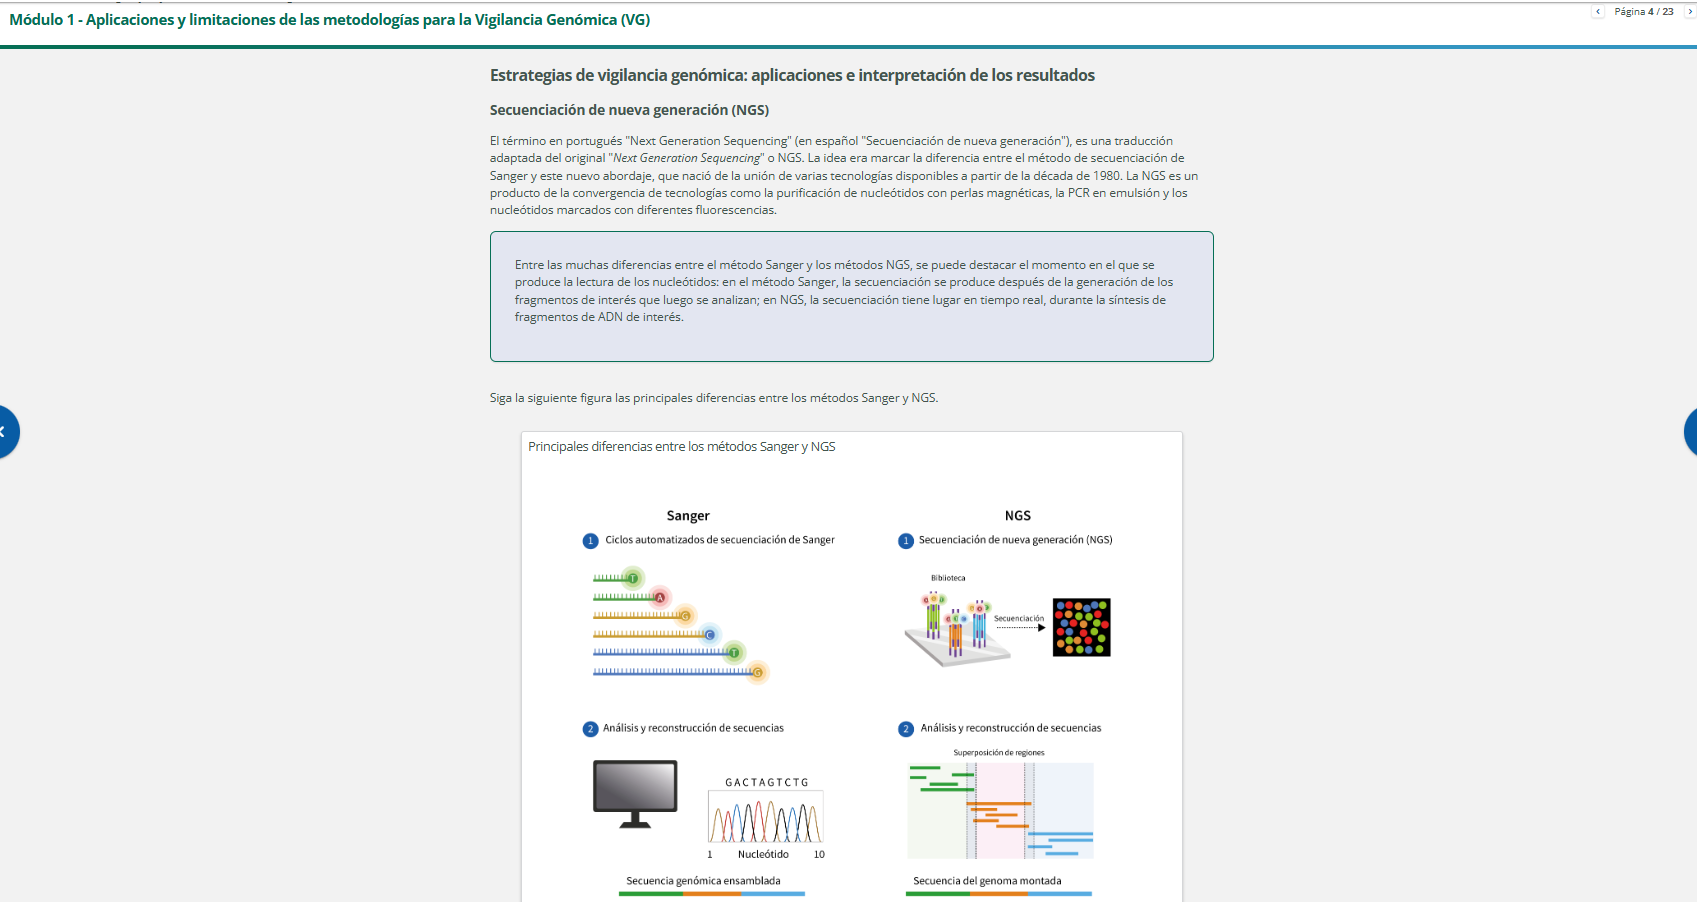 Módulo 1 - Aplicaciones y limitaciones de las metodologías para la Vigilancia Genómica (VG)
Página 4 / 23
Estrategias de vigilancia genómica: aplicaciones e interpretación de los resultados
Secuenciación de nueva generación (NGS)
El término en portugués "Next Generation Sequencing" (en español "Secuenciación de nueva generación"), es una traducción
adaptada del original "Next Generation Sequencing" o NGS. La idea era marcar la diferencia entre el método de secuenciación de
Sanger y este nuevo abordaje, que nació de la unión de varias tecnologías disponibles a partir de la década de 1980. La NGS es un
producto de la convergencia de tecnologías como la purificación de nucleótidos con perlas magnéticas, la PCR en emulsión y los
nucleótidos marcados con diferentes fluorescencias.
Entre las muchas diferencias entre el método Sanger y los métodos NGS, se puede destacar el momento en el que se
produce la lectura de los nucleótidos: en el método Sanger, la secuenciación se produce después de la generación de los
fragmentos de interés que luego se analizan; en NGS, la secuenciación tiene lugar en tiempo real, durante la síntesis de
fragmentos de ADN de interés.
Siga la siguiente figura las principales diferencias entre los métodos Sanger y NGS.
Principales diferencias entre los métodos Sanger y NGS
Sanger
1 Ciclos automatizados de secuenciación de Sanger
T
A
G
C
T
G
2 Análisis y reconstrucción de secuencias
GACTAGTCTG
1 Nucleótido 10
Secuencia genómica ensamblada
NGS
1 Secuenciación de nueva generación (NGS)
Biblioteca
Secuenciación
2 Análisis y reconstrucción de secuencias
Superposición de regiones
Secuencia del genoma montada